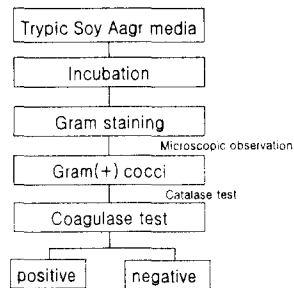 Trypic Soy Aagr media
Incubation
Gram staining
Microscopic observation
Gram(+) cocci
Catalase test
Coagulase test
positive negative